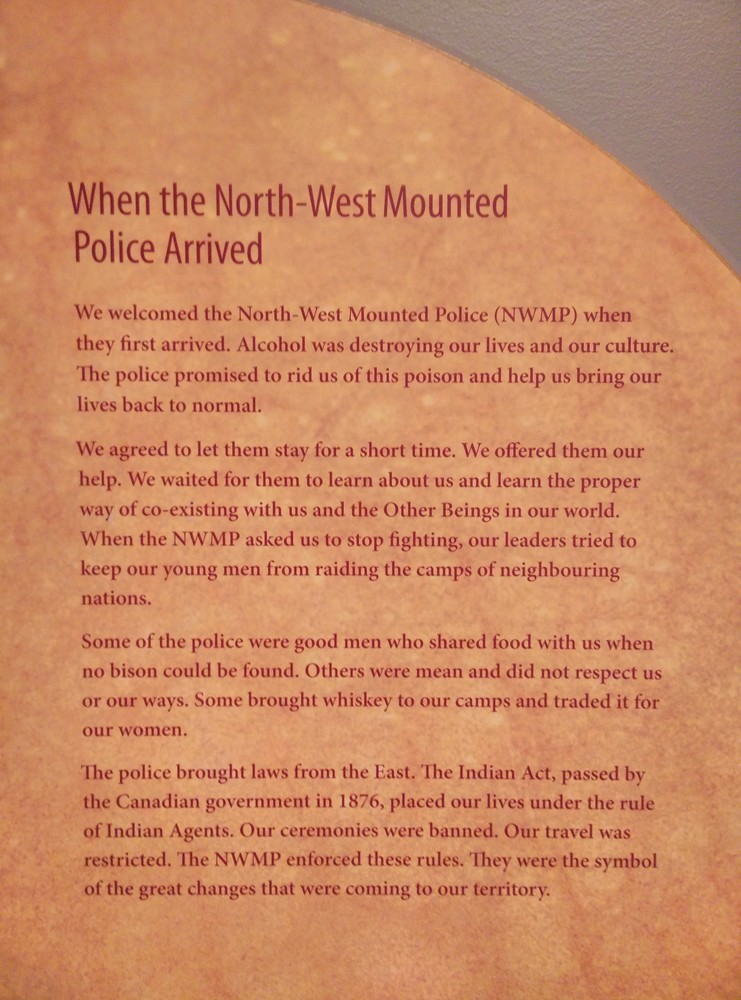 When the North-West Mounted
Police Arrived
We welcomed the North-West Mounted Police (NWMP) when
they first arrived. Alcohol was destroying our lives and our culture.
The police promised to rid us of this poison and help us bring our
lives back to normal.
We agreed to let them stay for a short time. We offered them our
help. We waited for them to learn about us and learn the proper
way of co-existing with us and the Other Beings in our world.
When the NWMP asked us to stop fighting, our leaders tried to
keep our young men from raiding the camps of neighbouring
nations.
Some of the police were good men who shared food with us when
no bison could be found. Others were mean and did not respect us
or our ways. Some brought whiskey to our camps and traded it for
our women.
The police brought laws from the East. The Indian Act, passed by
the Canadian government in 1876, placed our lives under the rule
of Indian Agents. Our ceremonies were banned. Our travel was
restricted. The NWMP enforced these rules. They were the symbol
of the great changes that were coming to our territory.